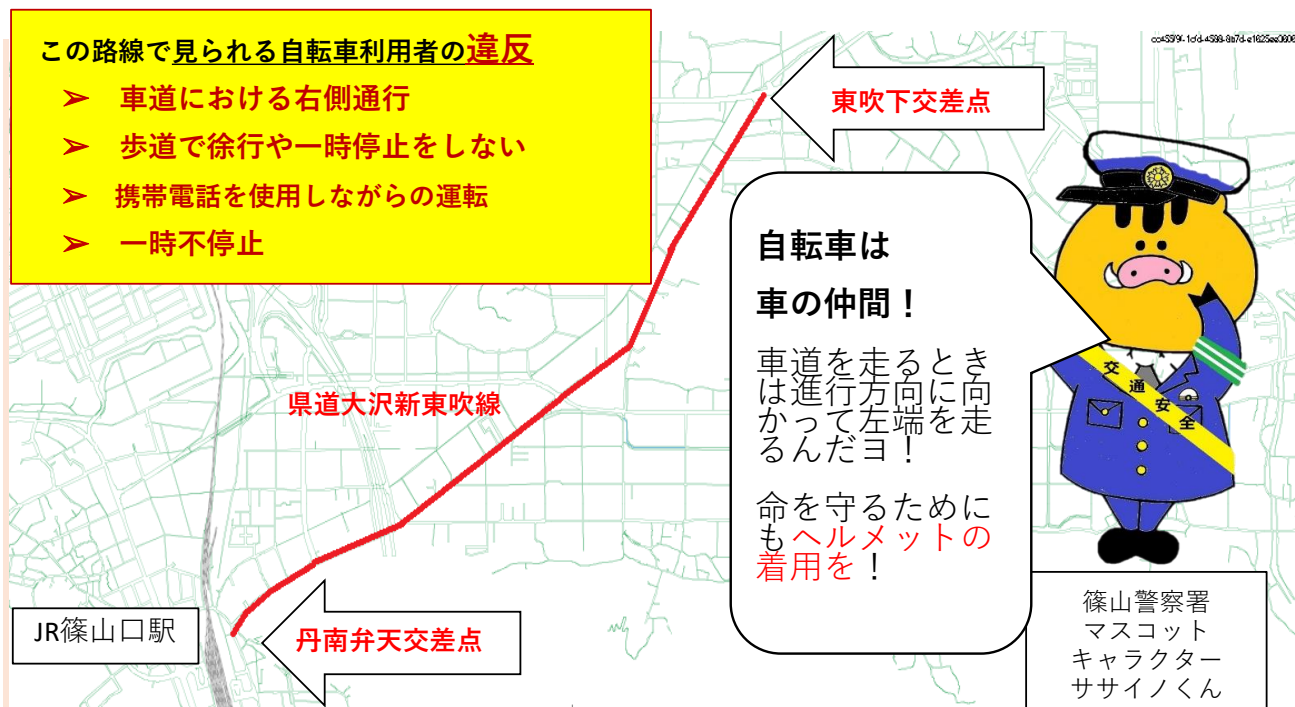 この路線で見られる自転車利用者の違反
➢ 車道における右側通行
➢ 歩道で徐行や一時停止をしない
➢ 携帯電話を使用しながらの運転
➢ 一時不停止
東吹下交差点
自転車は
車の仲間！
車道を走るとき
は進行方向に向
かって左端を走
るんだヨ！
命を守るために
もヘルメットの
着用を！
交通安全
県道大沢新東吹線
JR篠山口駅
丹南弁天交差点
篠山警察署
マスコット
キャラクター
ササイノくん